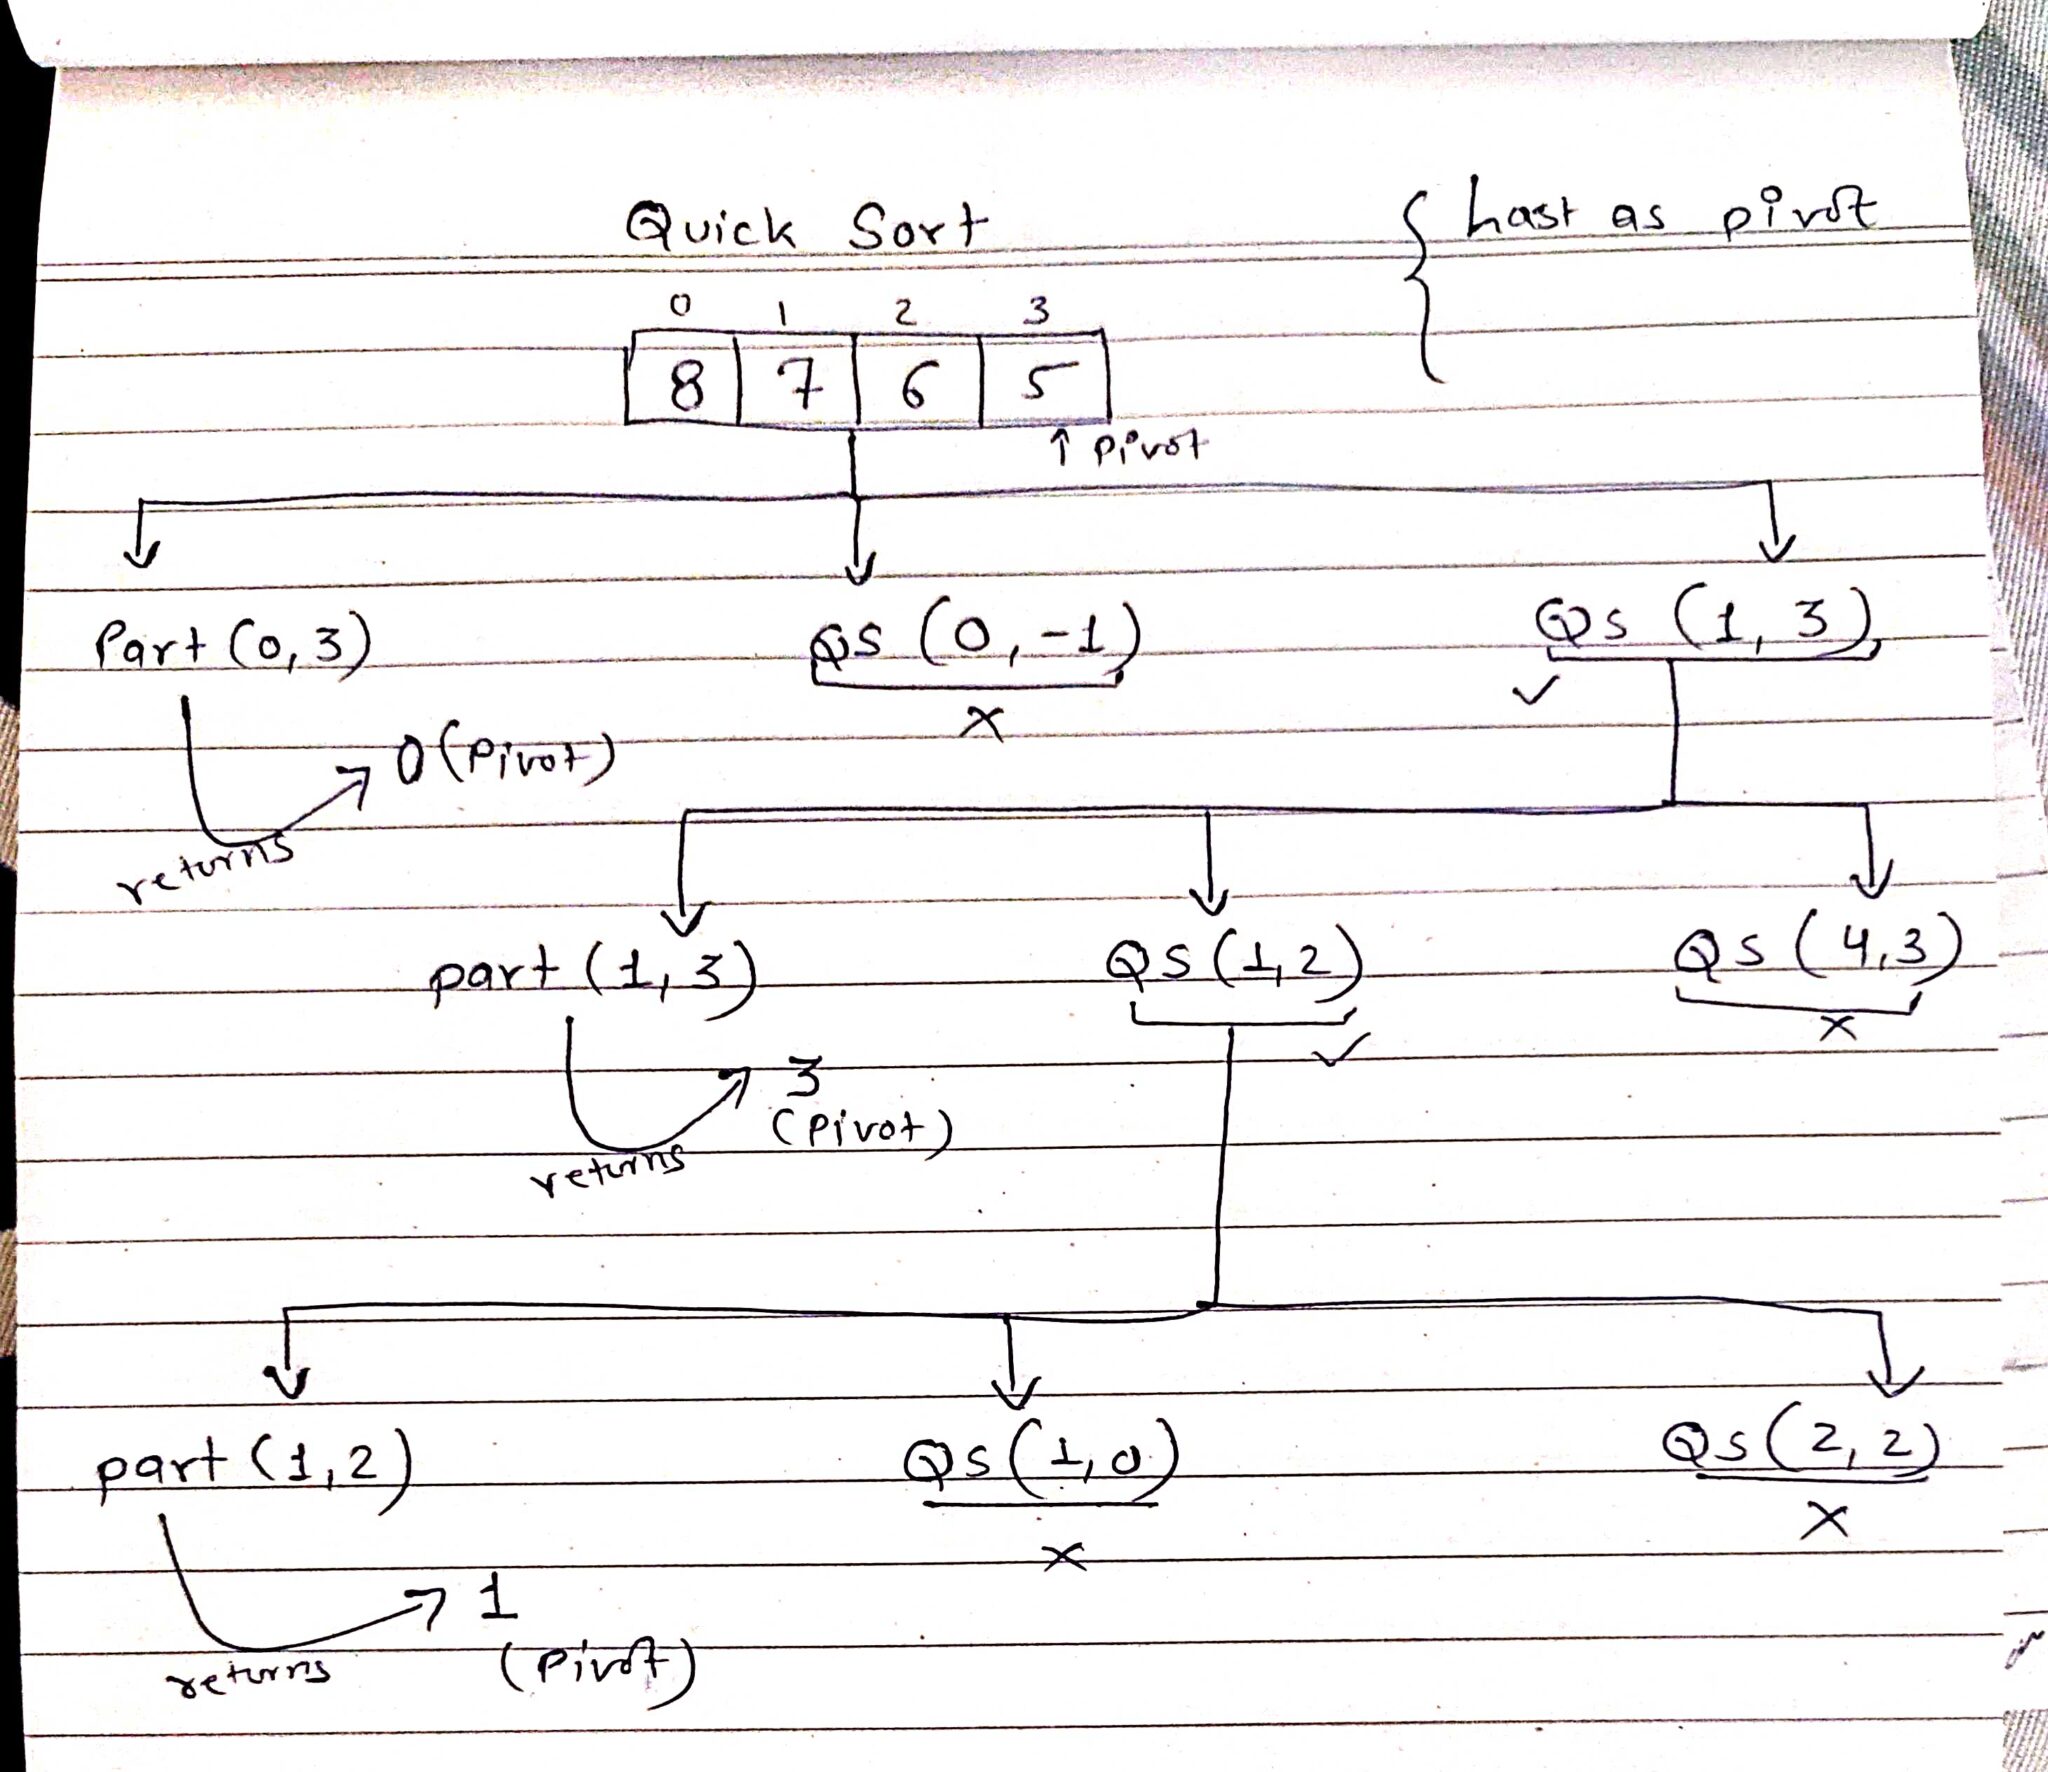 Quick Sort
{ Last as pivot
0 1 2 3
8 7 6 5
↑ Pivot
Part (0, 3)
QS (0, -1)
QS (1, 3)
x
✓
returns
0 (Pivot)
part (1, 3)
QS (1, 2)
QS (4, 3)
✓
x
returns
3
(Pivot)
part (1, 2)
QS (1, 0)
QS (2, 2)
x
x
returns
1
(Pivot)